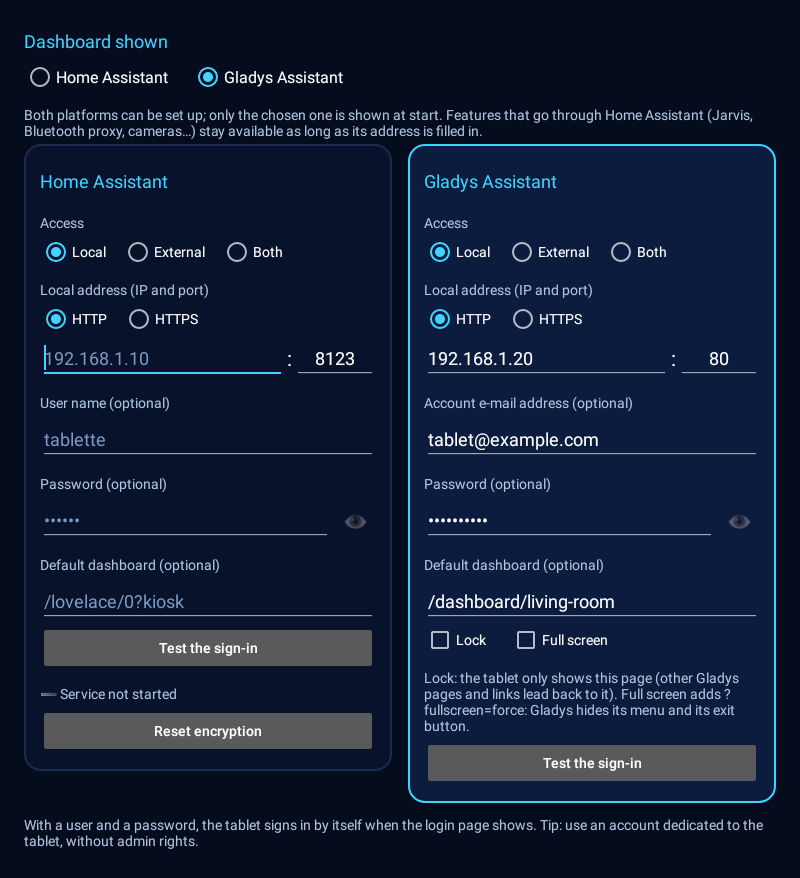 Dashboard shown
Home Assistant
Gladys Assistant
Both platforms can be set up; only the chosen one is shown at start. Features that go through Home Assistant (Jarvis,
Bluetooth proxy, cameras…) stay available as long as its address is filled in.
Home Assistant
Access
Local
External
Both
Local address (IP and port)
HTTP
HTTPS
192.168.1.10
:
8123
User name (optional)
tablette
Password (optional)
••••••
Default dashboard (optional)
/lovelace/0?kiosk
Test the sign-in
Service not started
Reset encryption
Gladys Assistant
Access
Local
External
Both
Local address (IP and port)
HTTP
HTTPS
192.168.1.20
:
80
Account e-mail address (optional)
tablet@example.com
Password (optional)
••••••••••
Default dashboard (optional)
/dashboard/living-room
Lock
Full screen
Lock: the tablet only shows this page (other Gladys
pages and links lead back to it). Full screen adds ?
fullscreen=force: Gladys hides its menu and its exit
button.
Test the sign-in
With a user and a password, the tablet signs in by itself when the login page shows. Tip: use an account dedicated to the
tablet, without admin rights.